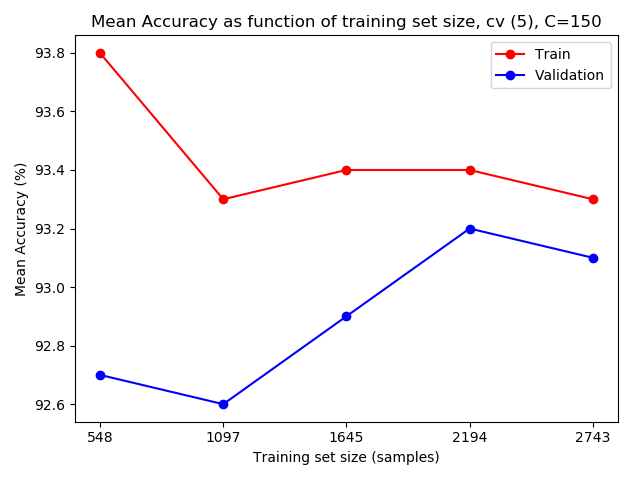 Mean Accuracy as function of training set size, cv (5), C=150
Train
Validation
Mean Accuracy (%)
93.8
93.6
93.4
93.2
93.0
92.8
92.6
548 1097 1645 2194 2743
Training set size (samples)